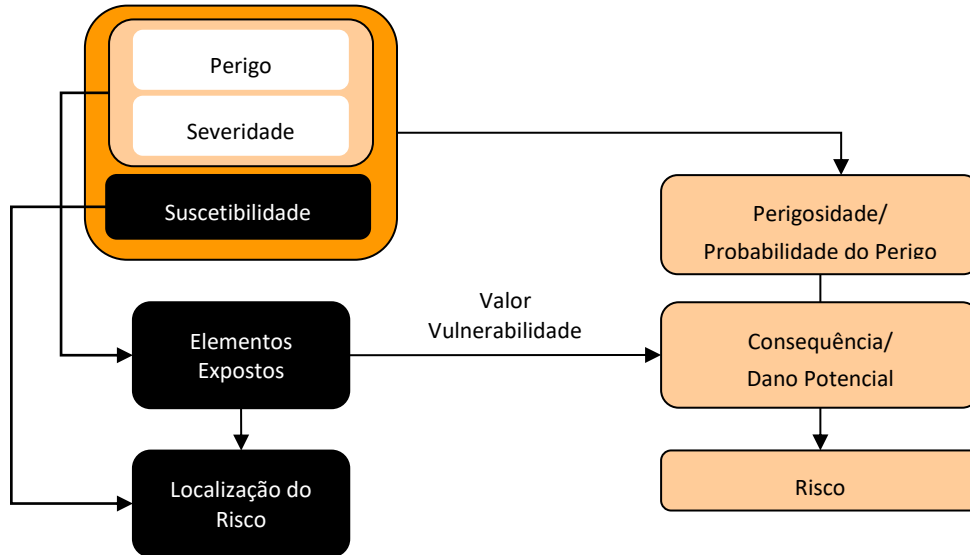 Perigo
Severidade
Suscetibilidade
Perigosidade/
Probabilidade do Perigo
Valor
Vulnerabilidade
Elementos
Expostos
Consequência/
Dano Potencial
Localização do
Risco
Risco